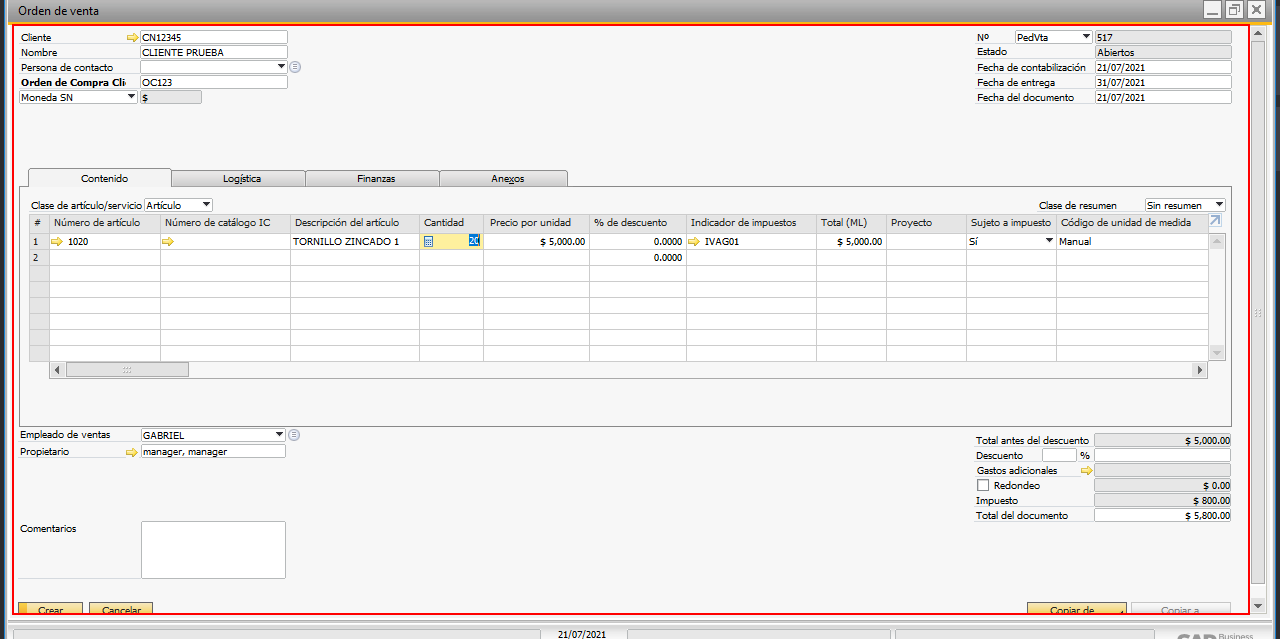 Orden de venta
Cliente CN12345 Nº PedVta 517
Nombre CLIENTE PRUEBA Estado Abiertos
Persona de contacto Fecha de contabilización 21/07/2021
Orden de Compra Cli OC123 Fecha de entrega 31/07/2021
Moneda SN $ Fecha del documento 21/07/2021
Contenido Logística Finanzas Anexos
Clase de artículo/servicio Artículo Clase de resumen Sin resumen
# Número de artículo Número de catálogo IC Descripción del artículo Cantidad Precio por unidad % de descuento Indicador de impuestos Total (ML) Proyecto Sujeto a impuesto Código de unidad de medida
1 1020 TORNILLO ZINCADO 1 20 $ 5,000.00 0.0000 IVAG01 $ 5,000.00 Sí Manual
2 0.0000
Empleado de ventas GABRIEL Total antes del descuento $ 5,000.00
Propietario manager, manager Descuento %
Gastos adicionales
Redondeo $ 0.00
Impuesto $ 800.00
Comentarios Total del documento $ 5,800.00
Crear Cancelar Copiar de Copiar a
21/07/2021 Business